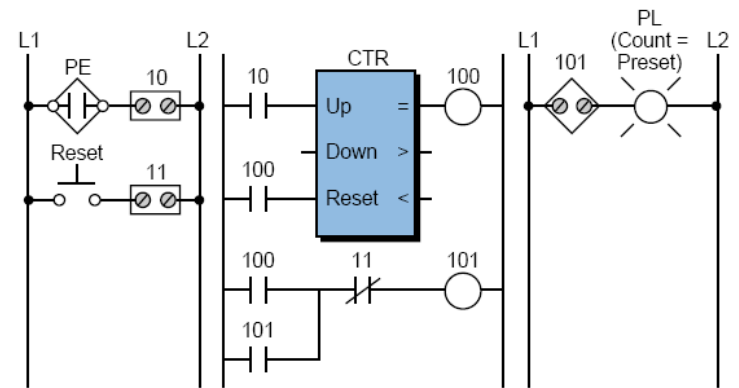 L1
L2
PE
10
Reset
11
CTR
10
Up =
100
Down >
100
Reset <
100
11
101
101
L1
L2
101
PL
(Count =
Preset)